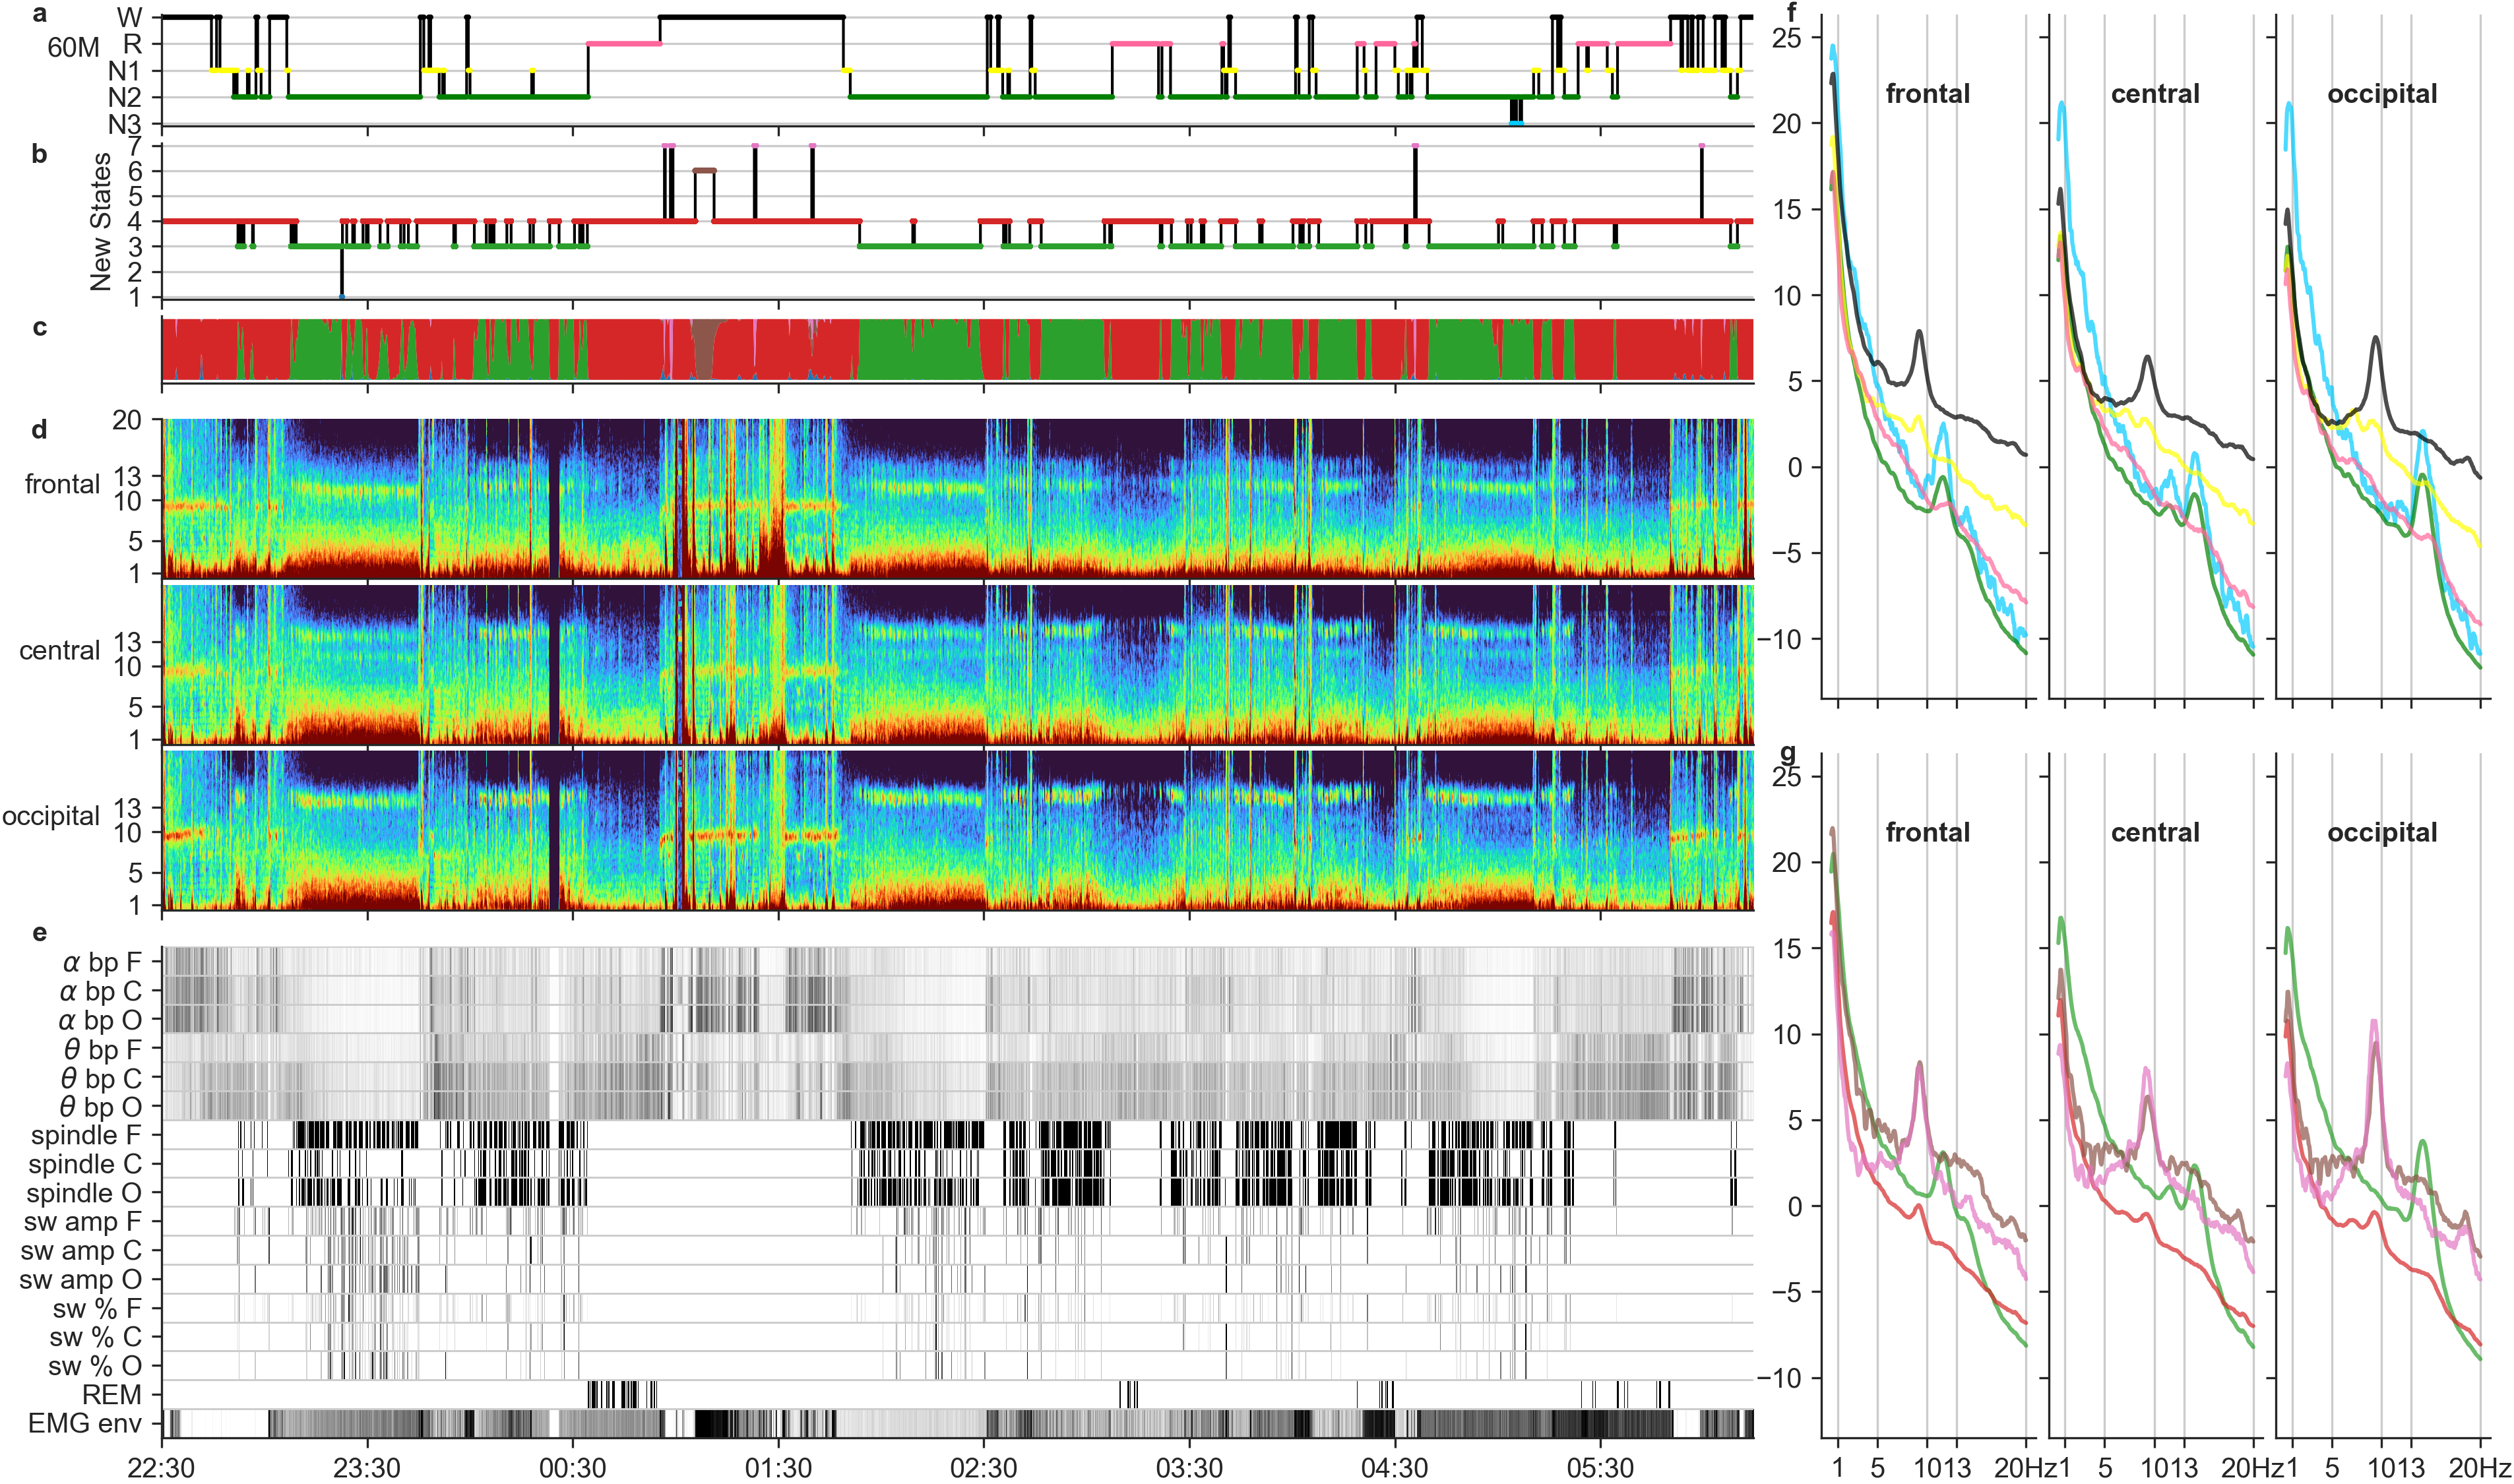 a
60M
W
R
N1
N2
N3
b
New States
7
6
5
4
3
2
1
c
d
20
frontal 13
10
5
1
central 13
10
5
1
occipital 13
10
5
1
e
α bp F
α bp C
α bp O
θ bp F
θ bp C
θ bp O
spindle F
spindle C
spindle O
sw amp F
sw amp C
sw amp O
sw % F
sw % C
sw % O
REM
EMG env
22:30 23:30 00:30 01:30 02:30 03:30 04:30 05:30
f
frontal central occipital
25
20
15
10
5
0
−5
−10
g
frontal central occipital
25
20
15
10
5
0
−5
−10
1 5 1013 20Hz 1 5 1013 20Hz 1 5 1013 20Hz